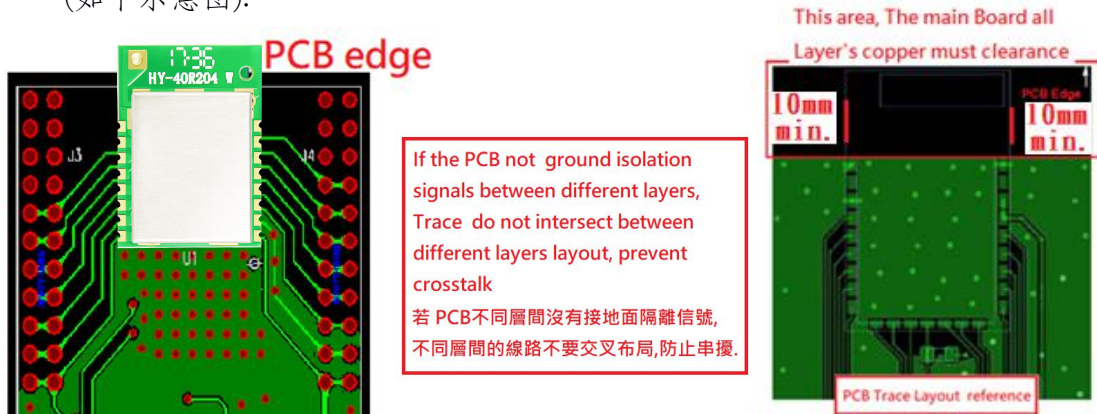 (如下示意图).
PCB edge
17-36
HY-40R204 W
J3
J4
U1
If the PCB not ground isolation
signals between different layers,
Trace do not intersect between
different layers layout, prevent
crosstalk
若 PCB不同層間沒有接地面隔離信號,
不同層間的線路不要交叉布局,防止串擾.
This area, The main Board all
Layer's copper must clearance
PCB Edge
10mm
min.
10mm
min.
PCB Trace Layout reference